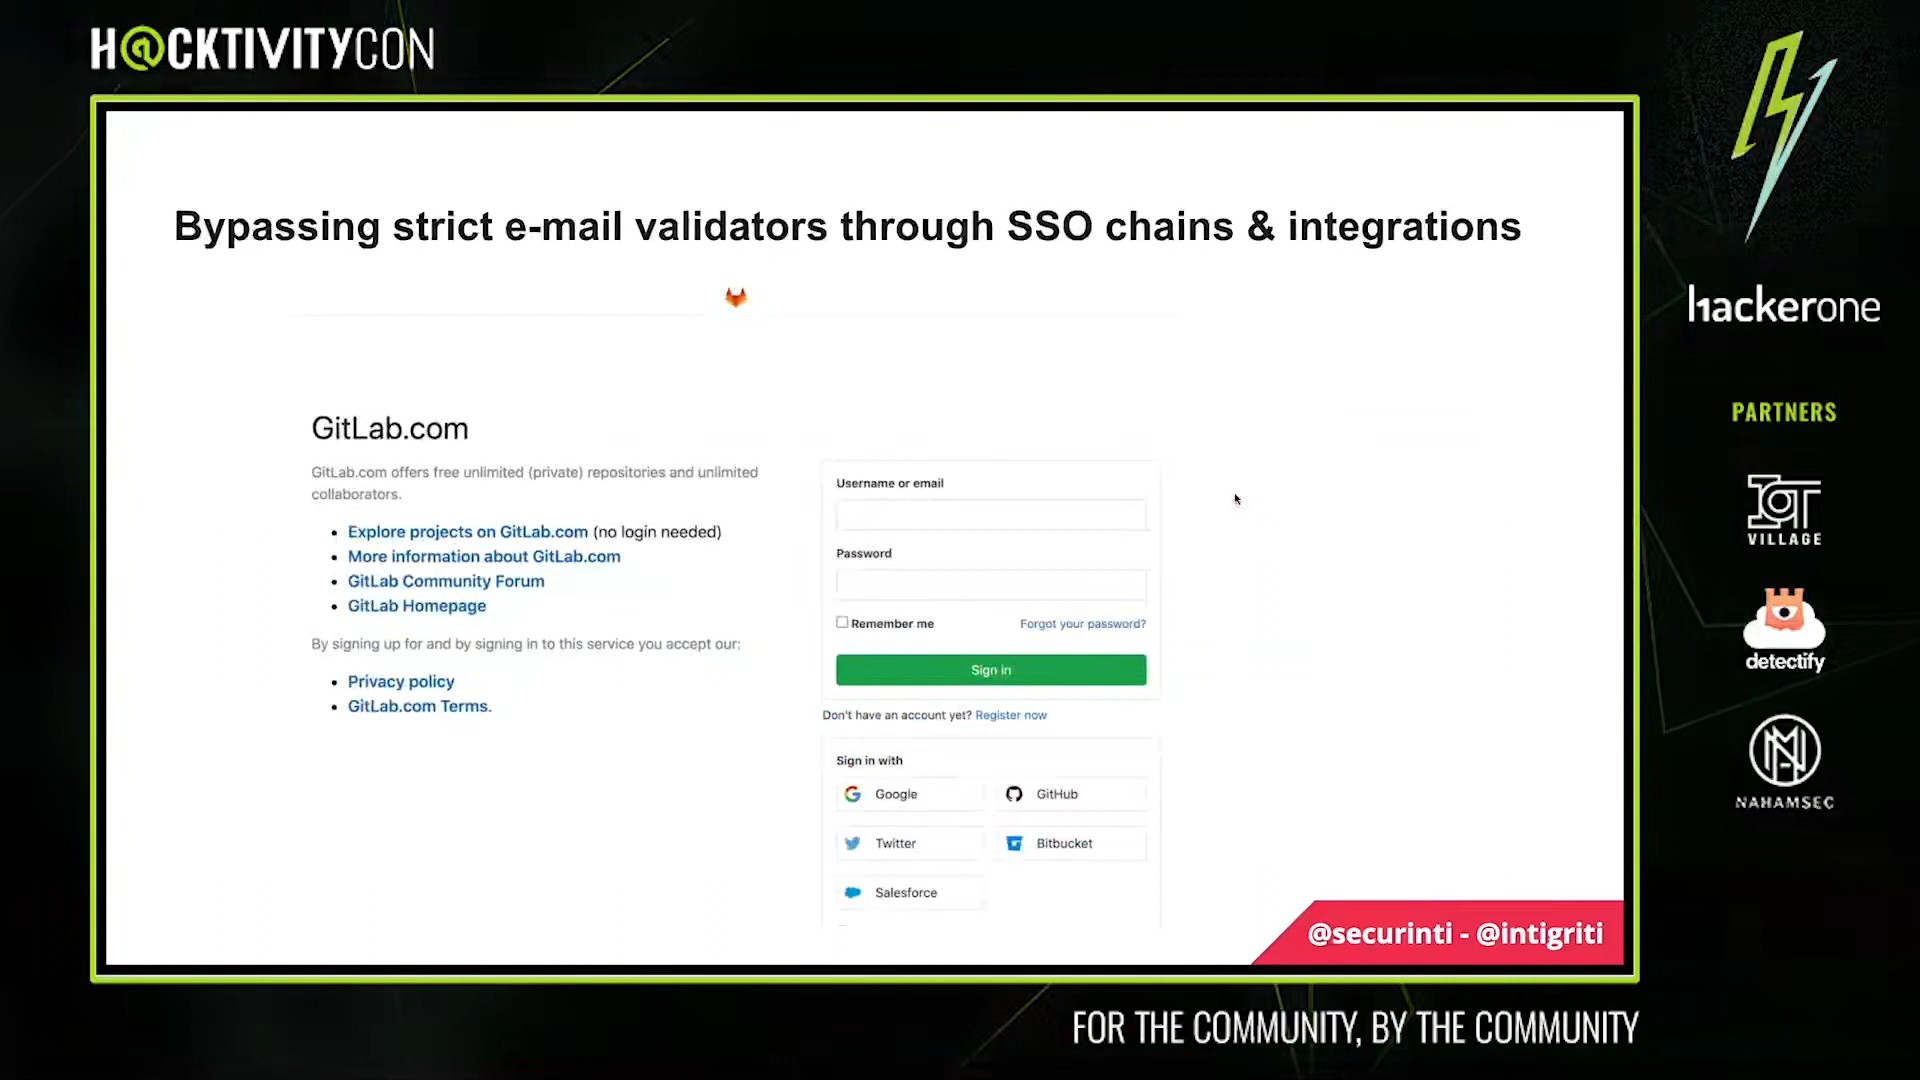 H@CKTIVITYCON
Bypassing strict e-mail validators through SSO chains & integrations
GitLab.com
GitLab.com offers free unlimited (private) repositories and unlimited
collaborators.
Explore projects on GitLab.com (no login needed)
More information about GitLab.com
GitLab Community Forum
GitLab Homepage
By signing up for and by signing in to this service you accept our:
Privacy policy
GitLab.com Terms.
Username or email
Password
Remember me
Forgot your password?
Sign in
Don't have an account yet? Register now
Sign in with
Google
GitHub
Twitter
Bitbucket
Salesforce
@securinti - @intigriti
hackerone
PARTNERS
IOT
VILLAGE
detectify
NAHAMSEC
FOR THE COMMUNITY, BY THE COMMUNITY